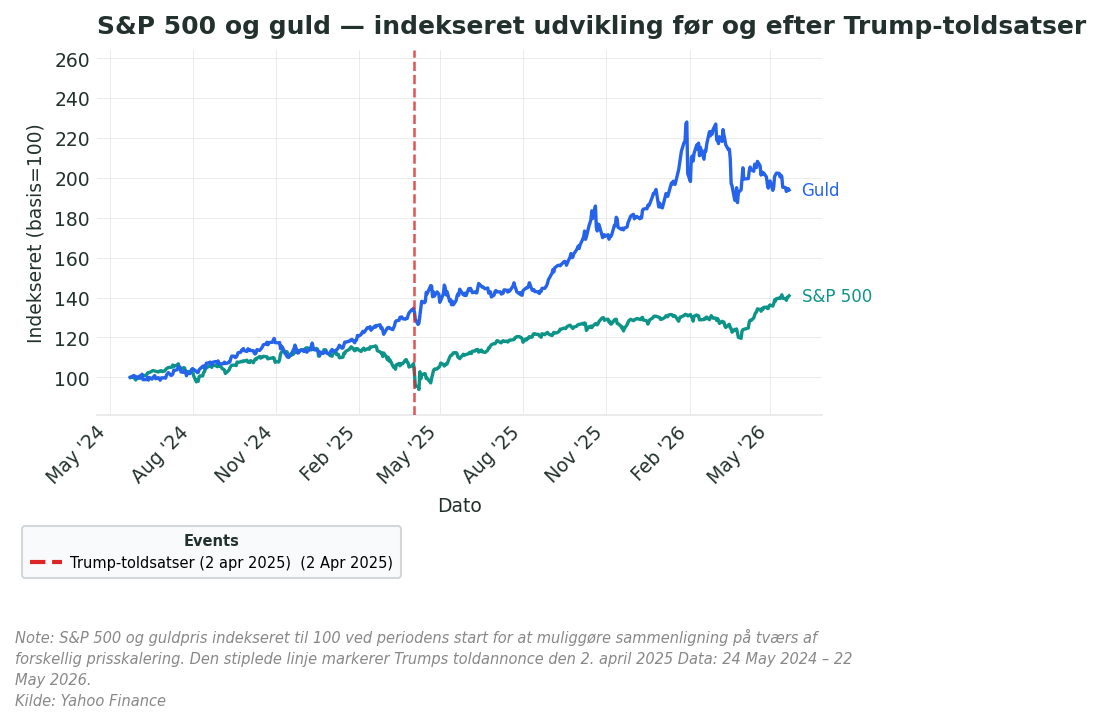 S&P 500 og guld — indekseret udvikling før og efter Trump-toldsatser
Indekseret (basis=100)
260
240
220
200
180
160
140
120
100
Guld
S&P 500
May '24
Aug '24
Nov '24
Feb '25
May '25
Aug '25
Nov '25
Feb '26
May '26
Dato
Events
Trump-toldsatser (2 apr 2025)  (2 Apr 2025)
Note: S&P 500 og guldpris indekseret til 100 ved periodens start for at muliggøre sammenligning på tværs af
forskellig prisskalering. Den stiplede linje markerer Trumps toldannonce den 2. april 2025 Data: 24 May 2024 – 22
May 2026.
Kilde: Yahoo Finance